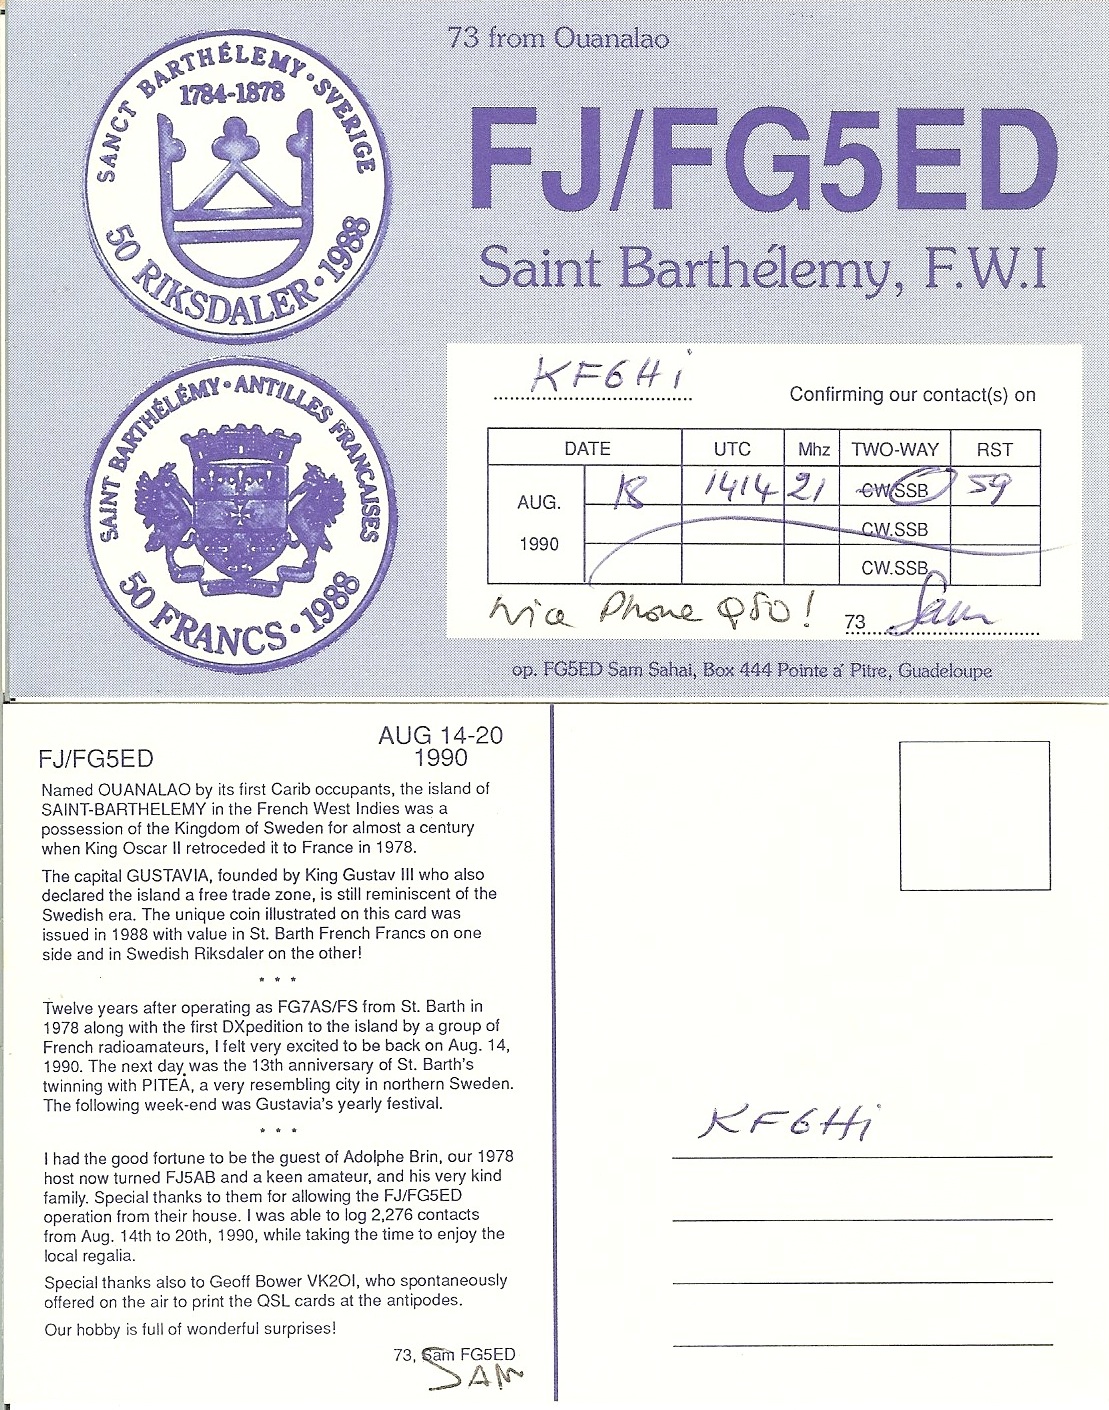 73 from Ouanalao
FJ/FG5ED
Saint Barthélemy, F.W.I
SANCT BARTHÉLEMY · SVERIGE
1784-1878
50 RIKSDALER · 1988
SAINT BARTHÉLÉMY · ANTILLES FRANCAISES
50 FRANCS · 1988
KF6Hi
Confirming our contact(s) on
DATE UTC Mhz TWO-WAY RST
AUG. 18 1414 21 CW.SSB 59
1990 CW.SSB
CW.SSB
Nice Phone QSO! 73 Sam
op. FG5ED Sam Sahai, Box 444 Pointe á Pitre, Guadeloupe
AUG 14-20
FJ/FG5ED 1990
Named OUANALAO by its first Carib occupants, the island of
SAINT-BARTHELEMY in the French West Indies was a
possession of the Kingdom of Sweden for almost a century
when King Oscar II retroceded it to France in 1978.
The capital GUSTAVIA, founded by King Gustav III who also
declared the island a free trade zone, is still reminiscent of the
Swedish era. The unique coin illustrated on this card was
issued in 1988 with value in St. Barth French Francs on one
side and in Swedish Riksdaler on the other!
* * *
Twelve years after operating as FG7AS/FS from St. Barth in
1978 along with the first DXpedition to the island by a group of
French radioamateurs, I felt very excited to be back on Aug. 14,
1990. The next day was the 13th anniversary of St. Barth's
twinning with PITEÅ, a very resembling city in northern Sweden.
The following week-end was Gustavia's yearly festival.
* * *
I had the good fortune to be the guest of Adolphe Brin, our 1978
host now turned FJ5AB and a keen amateur, and his very kind
family. Special thanks to them for allowing the FJ/FG5ED
operation from their house. I was able to log 2,276 contacts
from Aug. 14th to 20th, 1990, while taking the time to enjoy the
local regalia.
Special thanks also to Geoff Bower VK2OI, who spontaneously
offered on the air to print the QSL cards at the antipodes.
Our hobby is full of wonderful surprises!
73, Sam FG5ED
SAM
KF6Hi